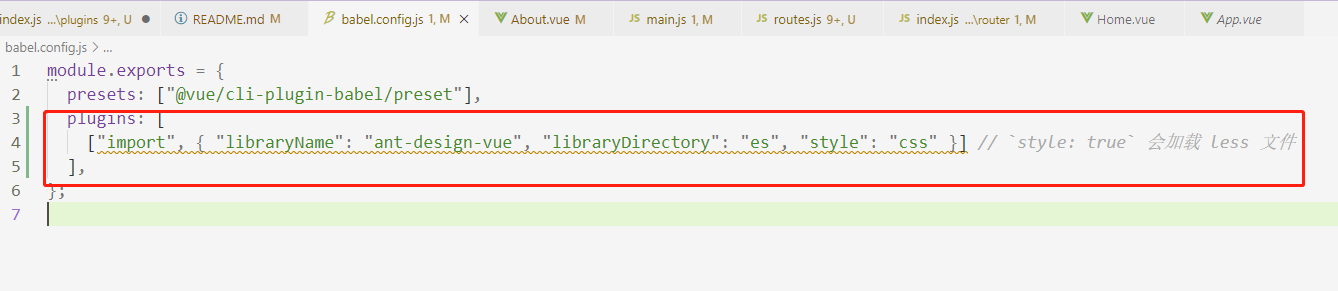 index.js ...\plugins 9+, U README.md M babel.config.js 1, M About.vue M JS main.js 1, M JS routes.js 9+, U JS index.js ...\router 1, M Home.vue App.vue
babel.config.js > ...
1 module.exports = {
2 presets: ["@vue/cli-plugin-babel/preset"],
3 plugins: [
4 ["import", { "libraryName": "ant-design-vue", "libraryDirectory": "es", "style": "css" }] // `style: true` 会加载 less 文件
5 ],
6 };
7